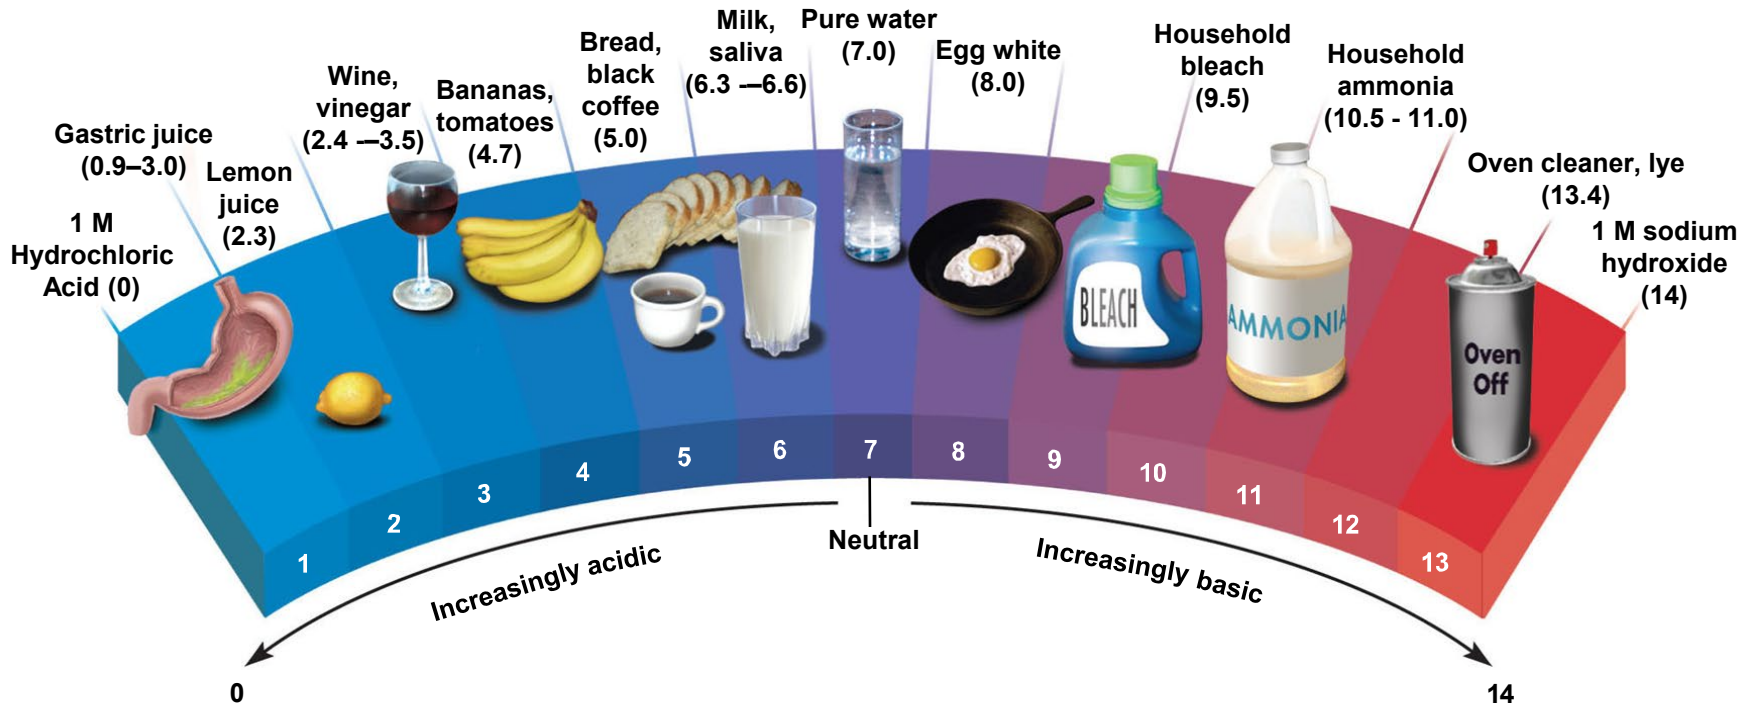 1 M
Hydrochloric
Acid (0)
Gastric juice
(0.9–3.0)
Lemon
juice
(2.3)
Wine,
vinegar
(2.4 -–3.5)
Bananas,
tomatoes
(4.7)
Bread,
black
coffee
(5.0)
Milk,
saliva
(6.3 -–6.6)
Pure water
(7.0)
Egg white
(8.0)
Household
bleach
(9.5)
Household
ammonia
(10.5 - 11.0)
Oven cleaner, lye
(13.4)
1 M sodium
hydroxide
(14)
BLEACH
AMMONIA
Oven
Off
1
2
3
4
5
6
7
8
9
10
11
12
13
Neutral
Increasingly acidic
Increasingly basic
0
14